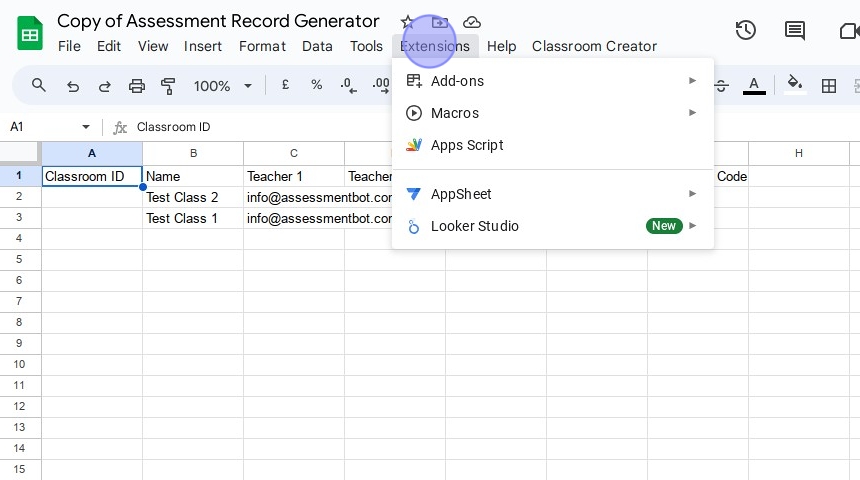 Copy of Assessment Record Generator
File Edit View Insert Format Data Tools Extensions Help Classroom Creator
100% £ % .0 .00 A
Add-ons
Macros
Apps Script
AppSheet
Looker Studio New
A1 fx Classroom ID
A B C H
1 Classroom ID Name Teacher 1 Teacher Code
2 Test Class 2 info@assessmentbot.co
3 Test Class 1 info@assessmentbot.co
4
5
6
7
8
9
10
11
12
13
14
15